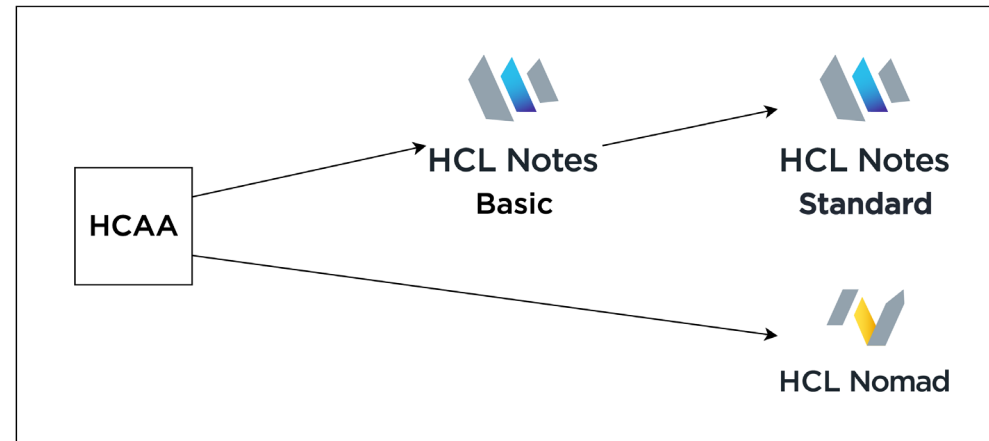 HCL Notes
Basic
HCL Notes
Standard
HCAA
HCL Nomad